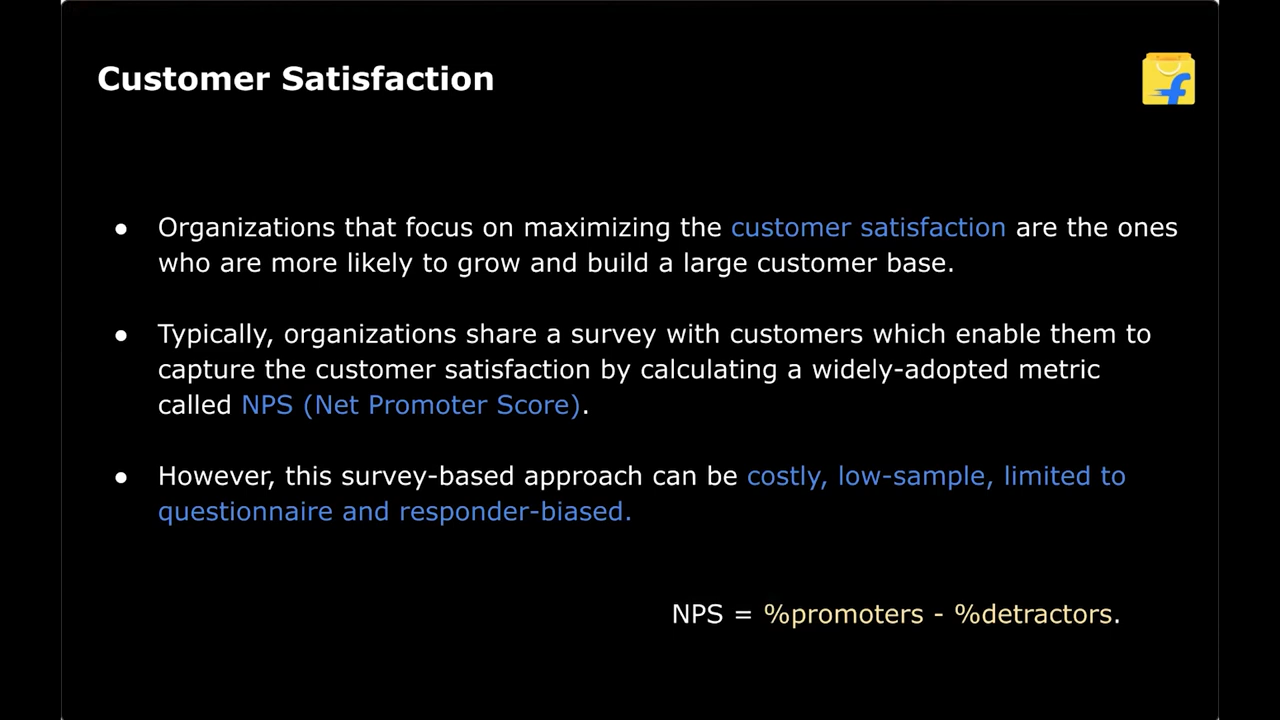 Customer Satisfaction
● Organizations that focus on maximizing the customer satisfaction are the ones
who are more likely to grow and build a large customer base.
● Typically, organizations share a survey with customers which enable them to
capture the customer satisfaction by calculating a widely-adopted metric
called NPS (Net Promoter Score).
● However, this survey-based approach can be costly, low-sample, limited to
questionnaire and responder-biased.
NPS = %promoters - %detractors.